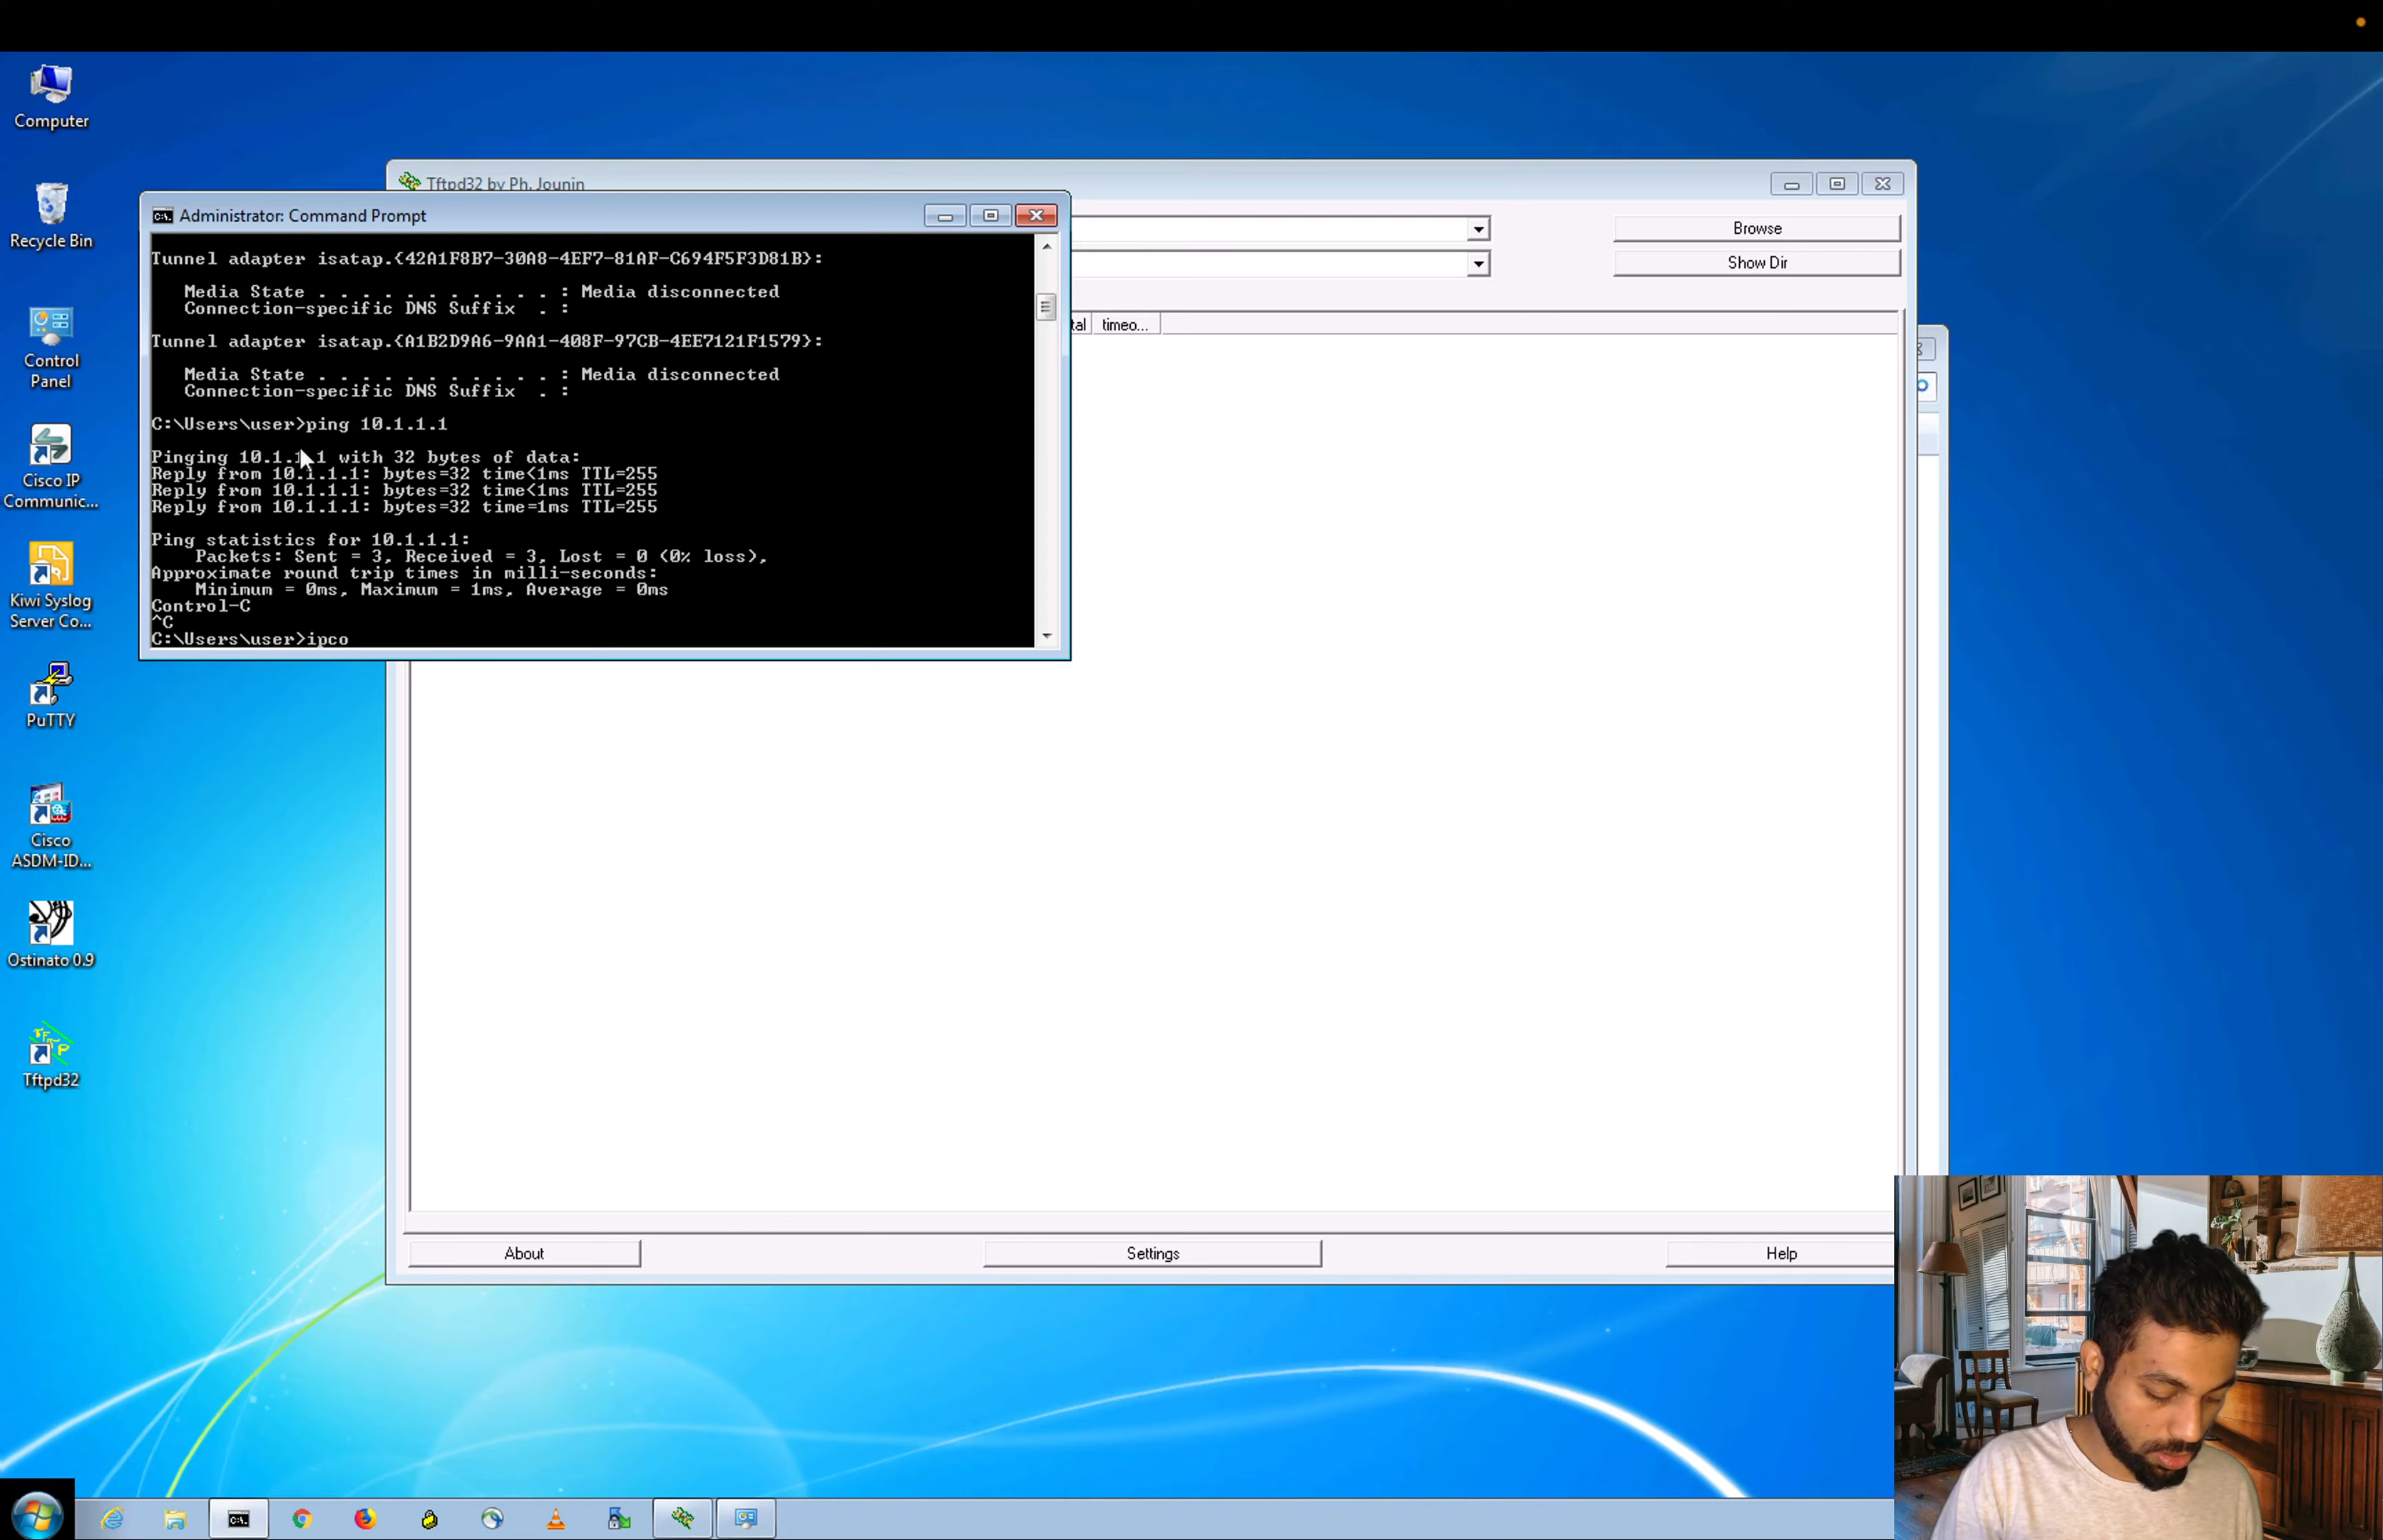 Computer
Recycle Bin
Control
Panel
Cisco IP
Communic...
Kiwi Syslog
Server Co...
PuTTY
Cisco
ASDM-ID...
Ostinato 0.9
Tftpd32
Tftpd32 by Ph. Jounin
Browse
Show Dir
tal
timeo...
About
Settings
Help
Administrator: Command Prompt
Tunnel adapter isatap.{42A1F8B7-30A8-4EF7-81AF-C694F5F3D81B}:
Media State . . . . . . . . . . . : Media disconnected
Connection-specific DNS Suffix . :
Tunnel adapter isatap.{A1B2D9A6-9AA1-408F-97CB-4EE7121F1579}:
Media State . . . . . . . . . . . : Media disconnected
Connection-specific DNS Suffix . :
C:\Users\user>ping 10.1.1.1
Pinging 10.1.1.1 with 32 bytes of data:
Reply from 10.1.1.1: bytes=32 time<1ms TTL=255
Reply from 10.1.1.1: bytes=32 time<1ms TTL=255
Reply from 10.1.1.1: bytes=32 time=1ms TTL=255
Ping statistics for 10.1.1.1:
Packets: Sent = 3, Received = 3, Lost = 0 (0% loss),
Approximate round trip times in milli-seconds:
Minimum = 0ms, Maximum = 1ms, Average = 0ms
Control-C
^C
C:\Users\user>ipco